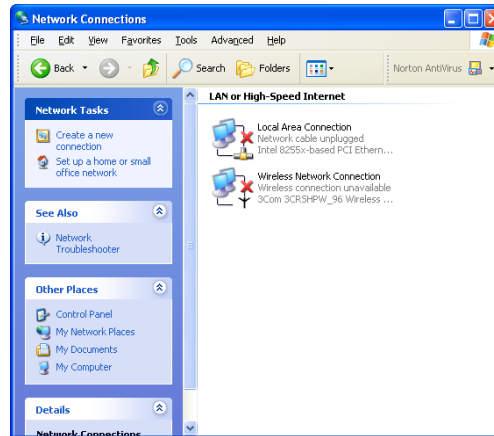 Network Connections
File Edit View Favorites Tools Advanced Help
Back Search Folders Norton AntiVirus
Network Tasks
Create a new
connection
Set up a home or small
office network
See Also
Network
Troubleshooter
Other Places
Control Panel
My Network Places
My Documents
My Computer
Details
Network Connections
LAN or High-Speed Internet
Local Area Connection
Network cable unplugged
Intel 8255x-based PCI Ethern...
Wireless Network Connection
Wireless connection unavailable
3Com 3CRSHPW_96 Wireless ...